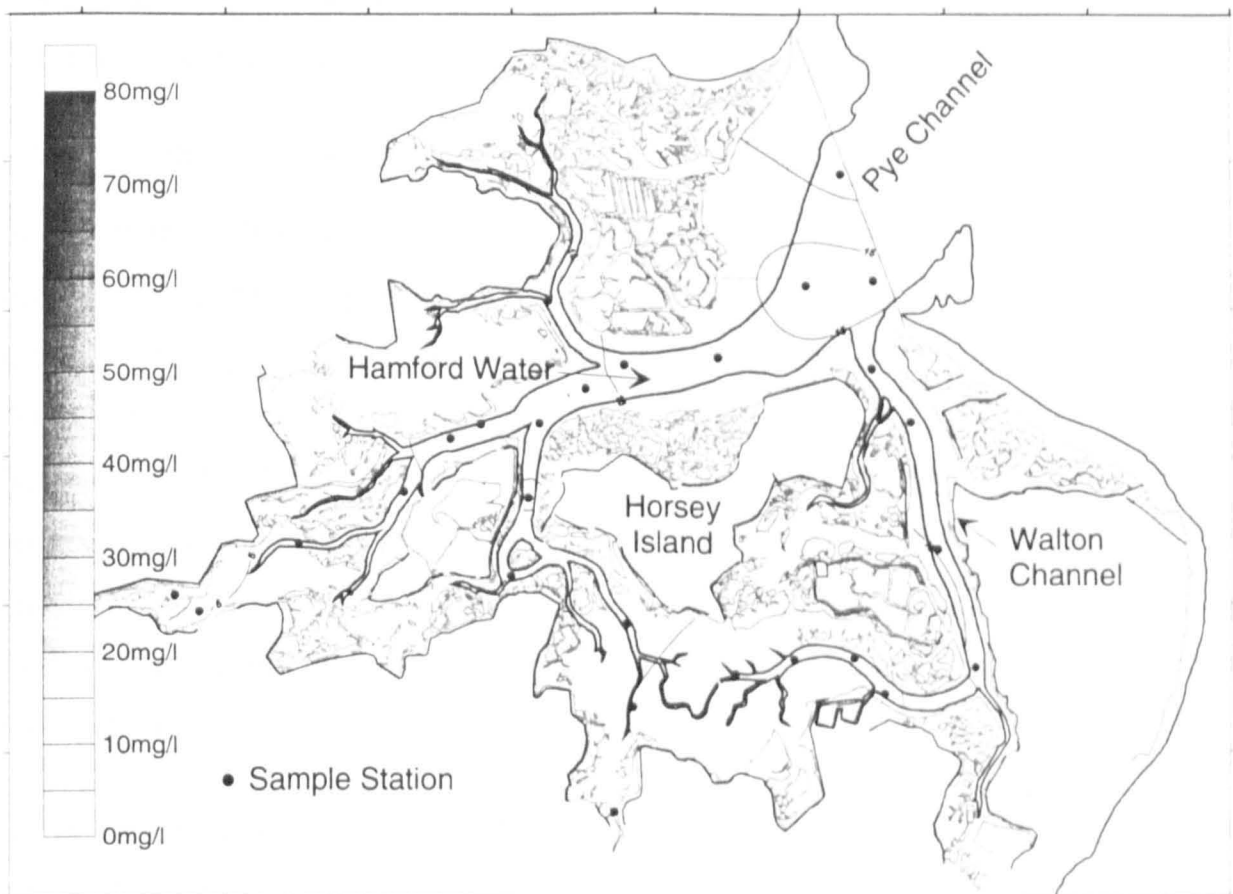 80mg/l
70mg/l
60mg/l
50mg/l
40mg/l
30mg/l
20mg/l
10mg/l
0mg/l
Pye Channel
Hamford Water
Horsey
Island
Walton
Channel
Sample Station